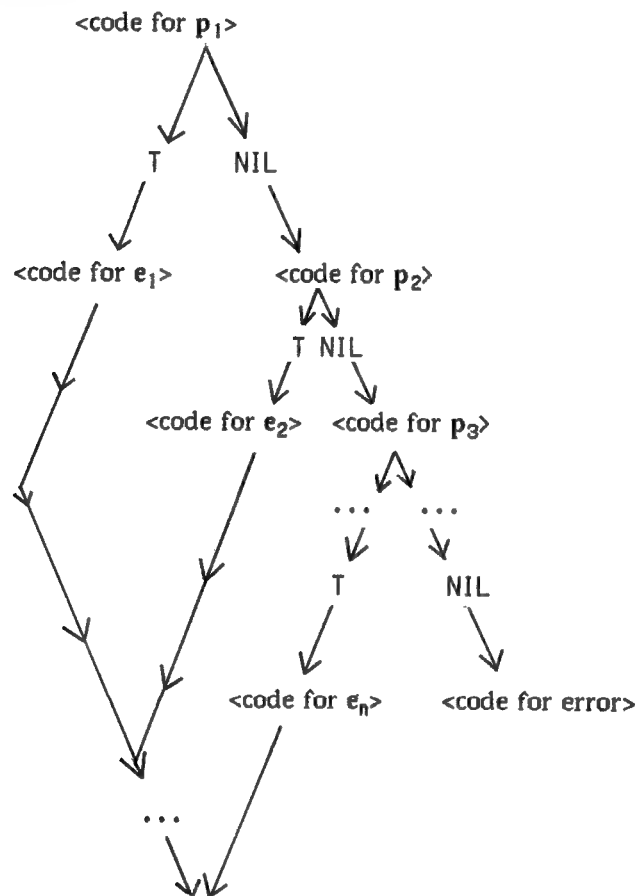 <code for p₁>
T NIL
<code for e₁> <code for p₂>
T NIL
<code for e₂> <code for p₃>
... ...
T NIL
<code for eₙ> <code for error>
...